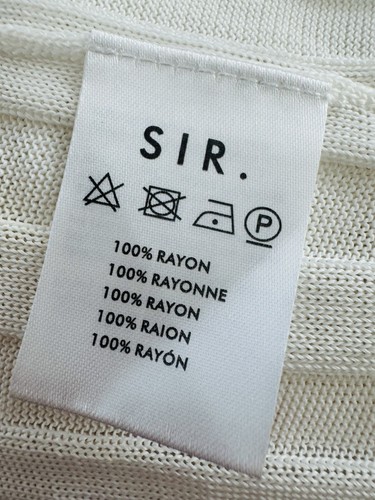 SIR.
P
100% RAYON
100% RAYONNE
100% RAYON
100% RAION
100% RAYÓN